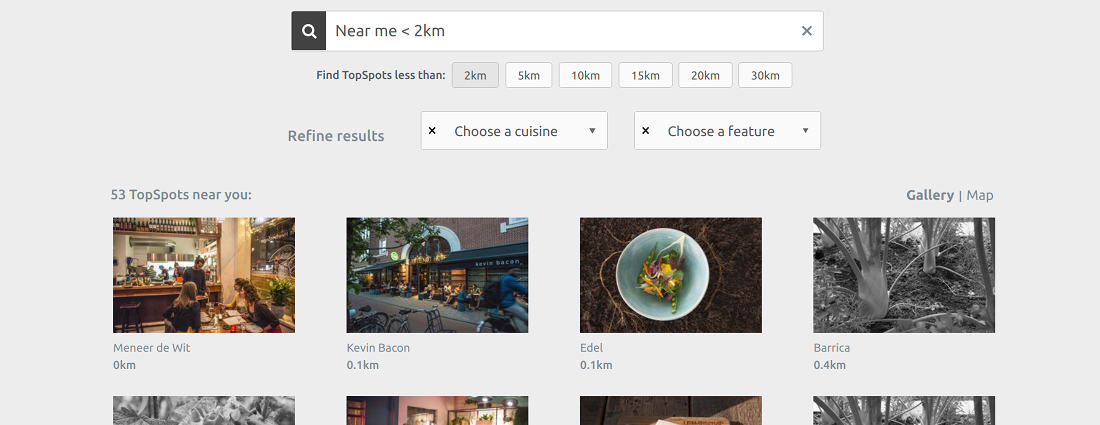 Near me < 2km ×
Find TopSpots less than: 2km 5km 10km 15km 20km 30km
Refine results × Choose a cuisine ▼ × Choose a feature ▼
53 TopSpots near you: Gallery | Map
kevin bacon
Meneer de Wit Kevin Bacon Edel Barrica
0km 0.1km 0.1km 0.4km